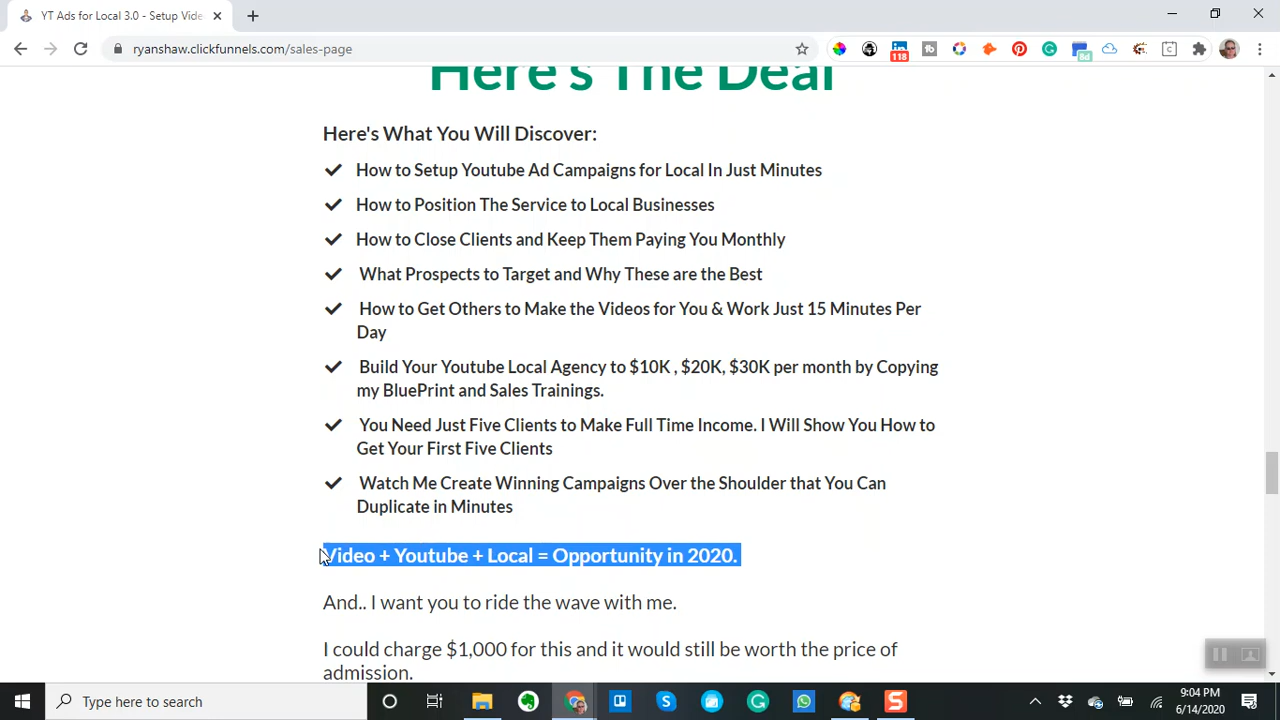 YT Ads for Local 3.0 - Setup Vide
ryanshaw.clickfunnels.com/sales-page
118
8d
Here's The Deal
Here's What You Will Discover:
How to Setup Youtube Ad Campaigns for Local In Just Minutes
How to Position The Service to Local Businesses
How to Close Clients and Keep Them Paying You Monthly
What Prospects to Target and Why These are the Best
How to Get Others to Make the Videos for You & Work Just 15 Minutes Per
Day
Build Your Youtube Local Agency to $10K , $20K, $30K per month by Copying
my BluePrint and Sales Trainings.
You Need Just Five Clients to Make Full Time Income. I Will Show You How to
Get Your First Five Clients
Watch Me Create Winning Campaigns Over the Shoulder that You Can
Duplicate in Minutes
Video + Youtube + Local = Opportunity in 2020.
And.. I want you to ride the wave with me.
I could charge $1,000 for this and it would still be worth the price of
admission.
Type here to search
9:04 PM
6/14/2020